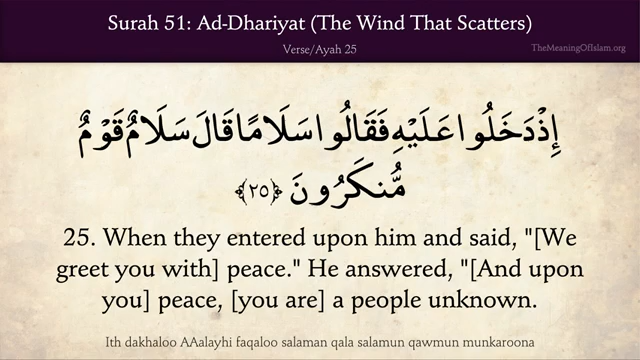 Surah 51: Ad-Dhariyat (The Wind That Scatters)
Verse/Ayah 25
TheMeaningOfIslam.org
إِذْ دَخَلُوا عَلَيْهِ فَقَالُوا سَلَامًا قَالَ سَلَامٌ قَوْمٌ
مُّنكَرُونَ ﴿٢٥﴾
25. When they entered upon him and said, "[We
greet you with] peace." He answered, "[And upon
you] peace, [you are] a people unknown.
Ith dakhaloo AAalayhi faqaloo salaman qala salamun qawmun munkaroona